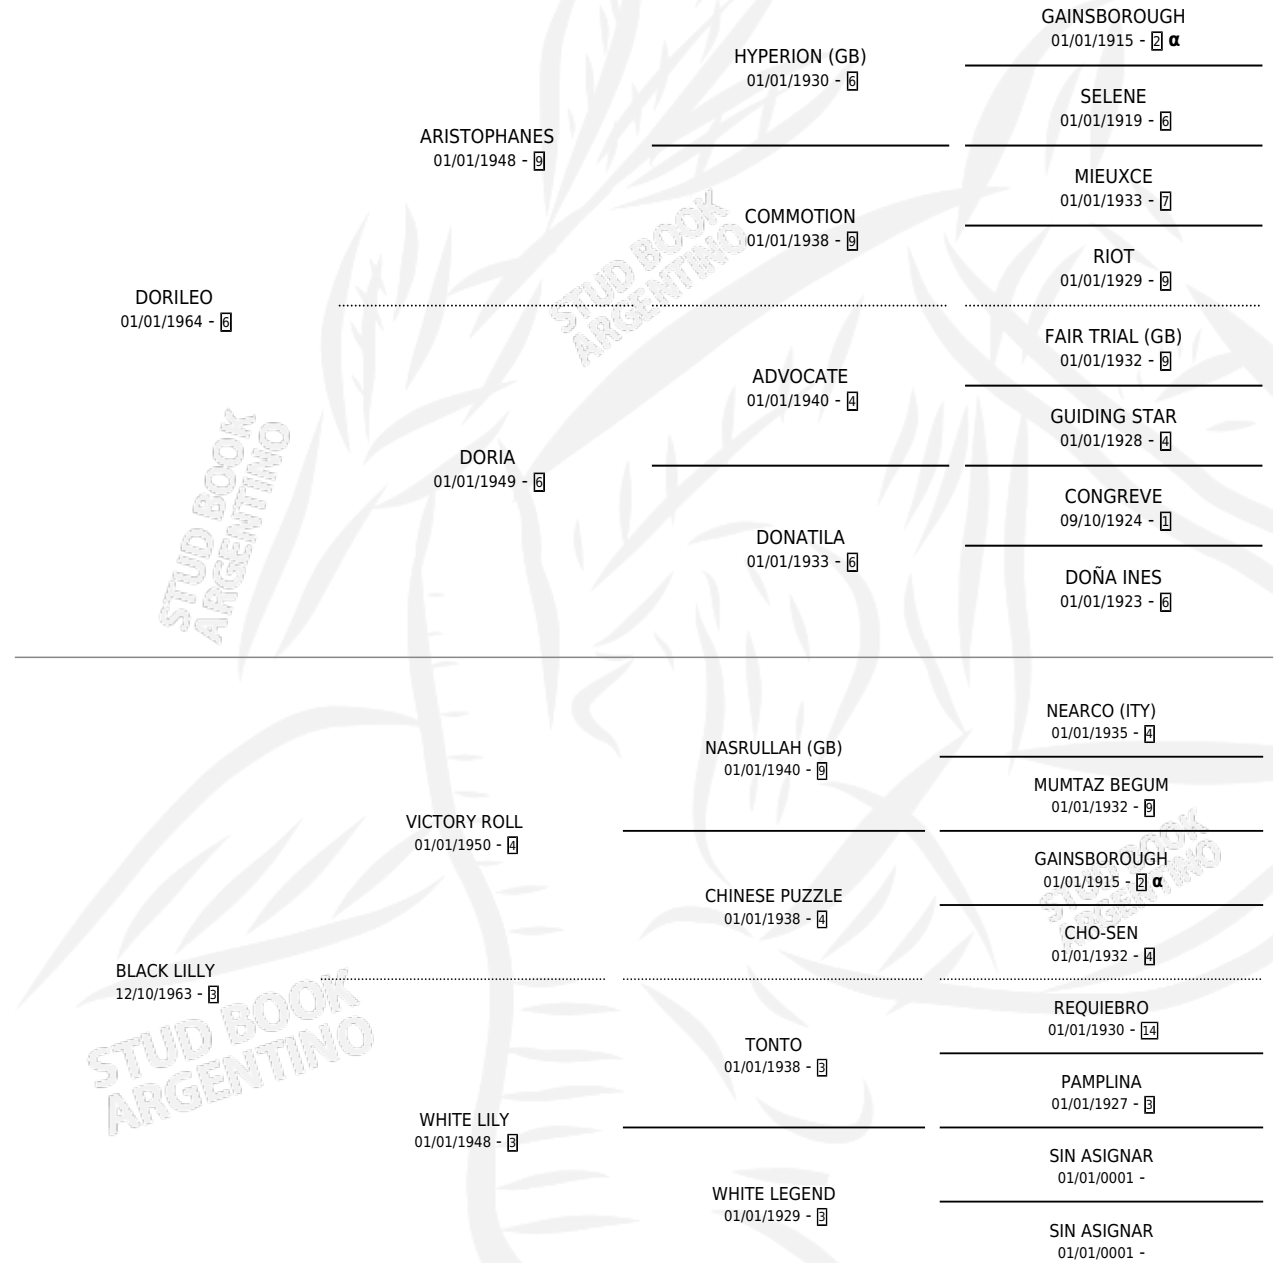 GAINSBOROUGH
01/01/1915 - 2 α
HYPERION (GB)
01/01/1930 - 6
SELENE
01/01/1919 - 6
ARISTOPHANES
01/01/1948 - 9
MIEUXCE
01/01/1933 - 7
COMMOTION
01/01/1938 - 9
RIOT
01/01/1929 - 9
DORILEO
01/01/1964 - 6
FAIR TRIAL (GB)
01/01/1932 - 9
ADVOCATE
01/01/1940 - 4
GUIDING STAR
01/01/1928 - 4
DORIA
01/01/1949 - 6
CONGREVE
09/10/1924 - 1
DONATILA
01/01/1933 - 6
DOÑA INES
01/01/1923 - 6
NEARCO (ITY)
01/01/1935 - 4
NASRULLAH (GB)
01/01/1940 - 9
MUMTAZ BEGUM
01/01/1932 - 9
VICTORY ROLL
01/01/1950 - 4
GAINSBOROUGH
01/01/1915 - 2 α
CHINESE PUZZLE
01/01/1938 - 4
CHO-SEN
01/01/1932 - 4
BLACK LILLY
12/10/1963 - 3
REQUIEBRO
01/01/1930 - 14
TONTO
01/01/1938 - 3
PAMPLINA
01/01/1927 - 3
WHITE LILY
01/01/1948 - 3
SIN ASIGNAR
01/01/0001 -
WHITE LEGEND
01/01/1929 - 3
SIN ASIGNAR
01/01/0001 -
STUD BOOK
ARGENTINO
STUD BOOK
ARGENTINO
STUD BOOK
ARGENTINO
STUD BOOK
ARGENTINO